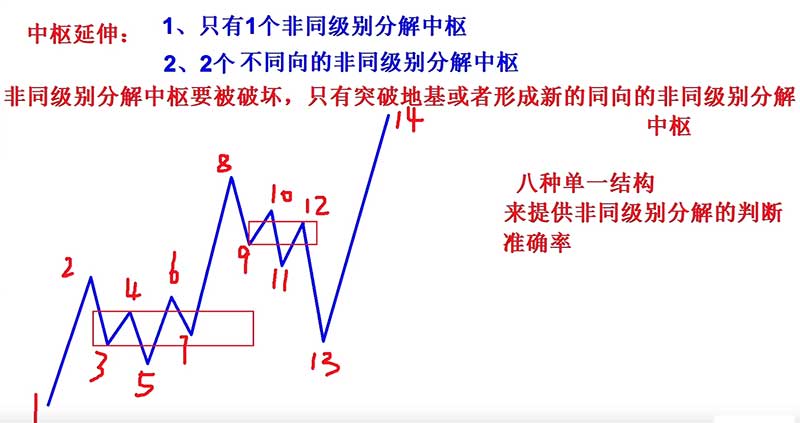 中枢延伸：
1、只有1个非同级别分解中枢
2、2个 不同向的非同级别分解中枢
非同级别分解中枢要被破坏，只有突破地基或者形成新的同向的非同级别分解
中枢
14
八种单一结构
来提供非同级别分解的判断
准确率
8
10
12
9
11
2
6
4
3
7
5
13
1